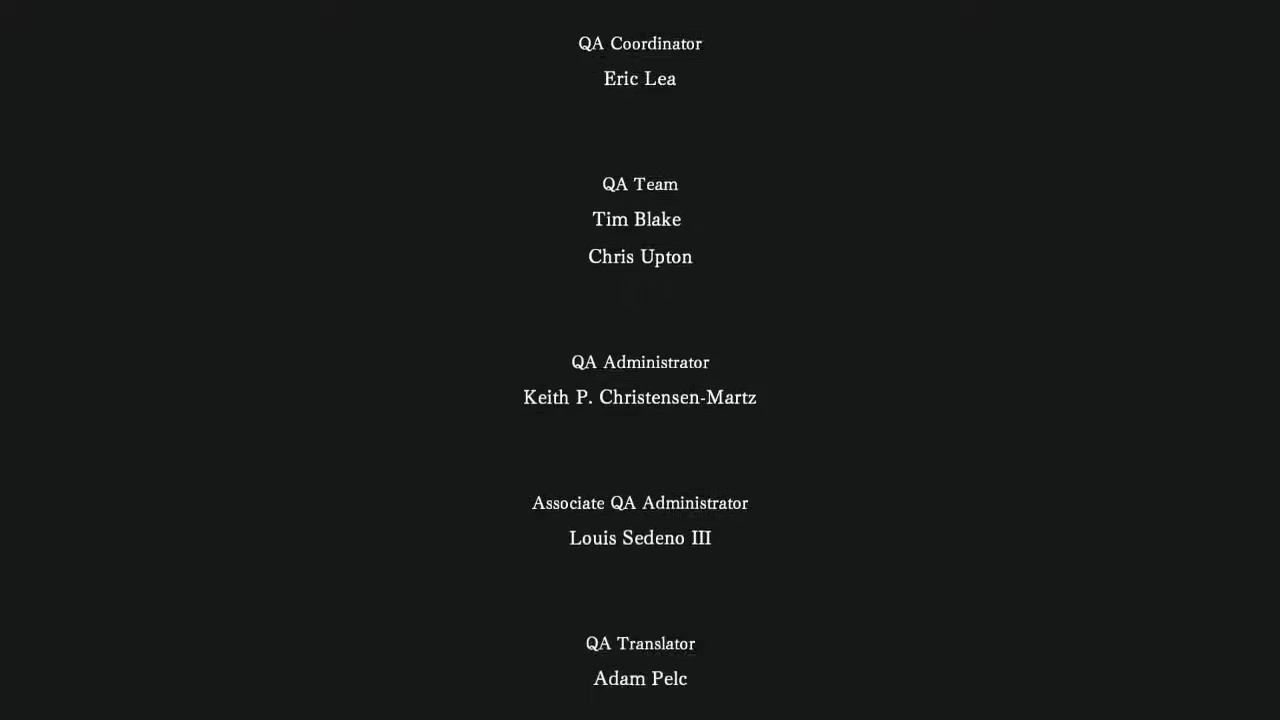 QA Coordinator
Eric Lea
QA Team
Tim Blake
Chris Upton
QA Administrator
Keith P. Christensen-Martz
Associate QA Administrator
Louis Sedeno III
QA Translator
Adam Pelc